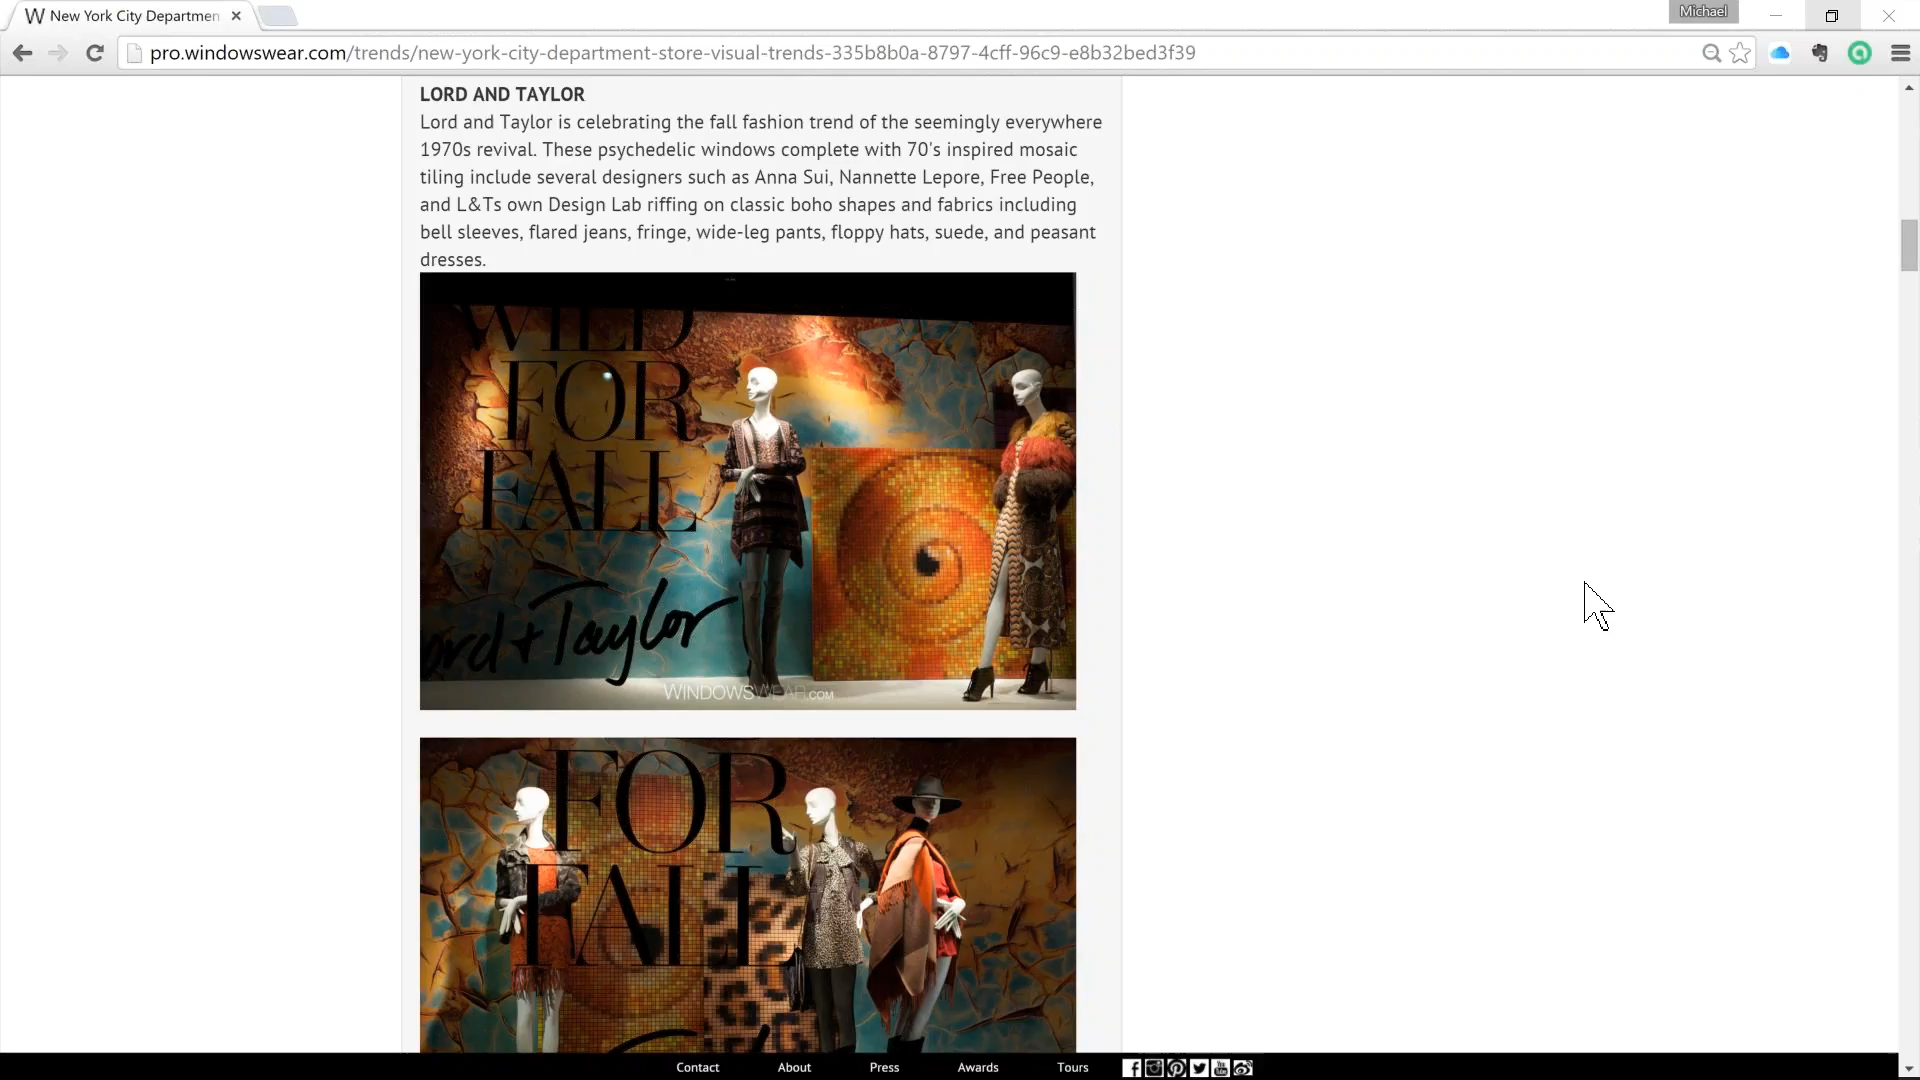 New York City Departmen
Michael
pro.windowswear.com/trends/new-york-city-department-store-visual-trends-335b8b0a-8797-4cff-96c9-e8b32bed3f39
LORD AND TAYLOR
Lord and Taylor is celebrating the fall fashion trend of the seemingly everywhere
1970s revival. These psychedelic windows complete with 70's inspired mosaic
tiling include several designers such as Anna Sui, Nannette Lepore, Free People,
and L&Ts own Design Lab riffing on classic boho shapes and fabrics including
bell sleeves, flared jeans, fringe, wide-leg pants, floppy hats, suede, and peasant
dresses.
WILD
FOR
FALL
ord + Taylor
WINDOWSWEAR.COM
FOR
FALL
Contact About Press Awards Tours